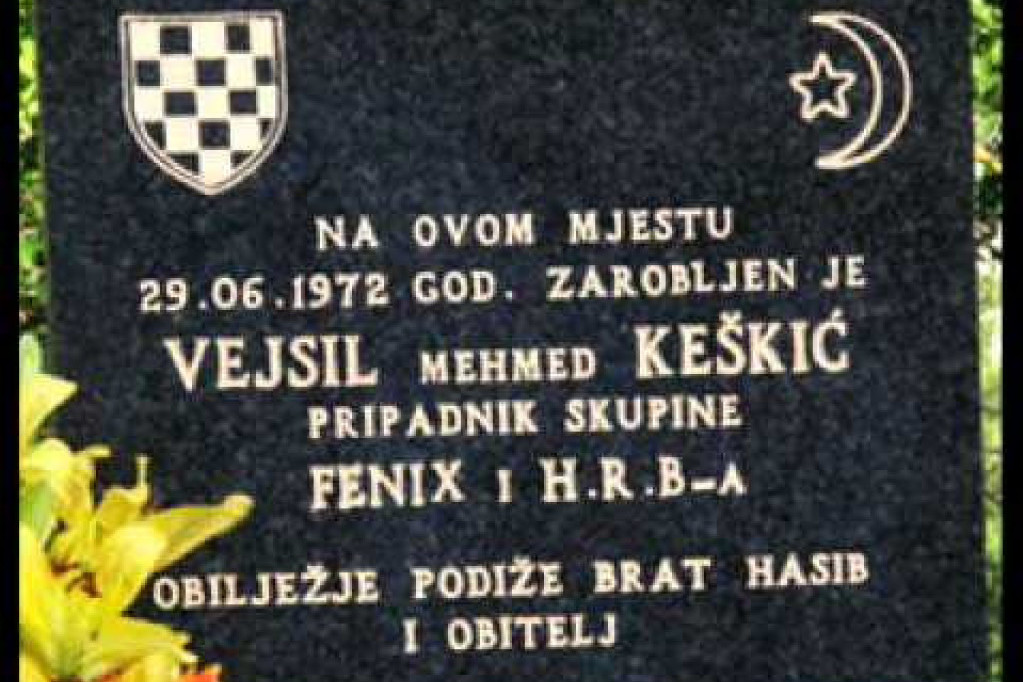 NA OVOM MJESTU
29.06.1972 GOD. ZAROBLJEN JE
VEJSIL MEHMED KEŠKIĆ
PRIPADNIK SKUPINE
FENIX I H.R.B-A
OBILJEŽJE PODIŽE BRAT HASIB
I OBITELJ